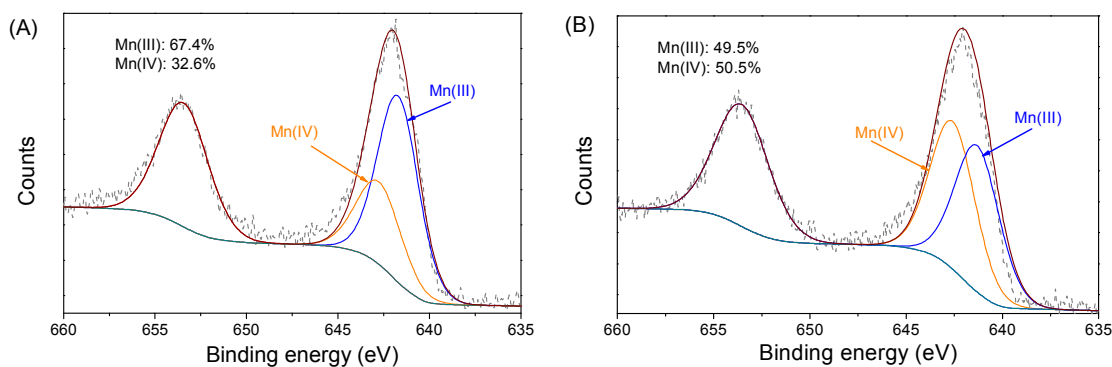 (A)
Mn(III): 67.4%
Mn(IV): 32.6%
Mn(III)
Mn(IV)
Counts
660 655 650 645 640 635
Binding energy (eV)
(B)
Mn(III): 49.5%
Mn(IV): 50.5%
Mn(IV)
Mn(III)
Counts
660 655 650 645 640 635
Binding energy (eV)